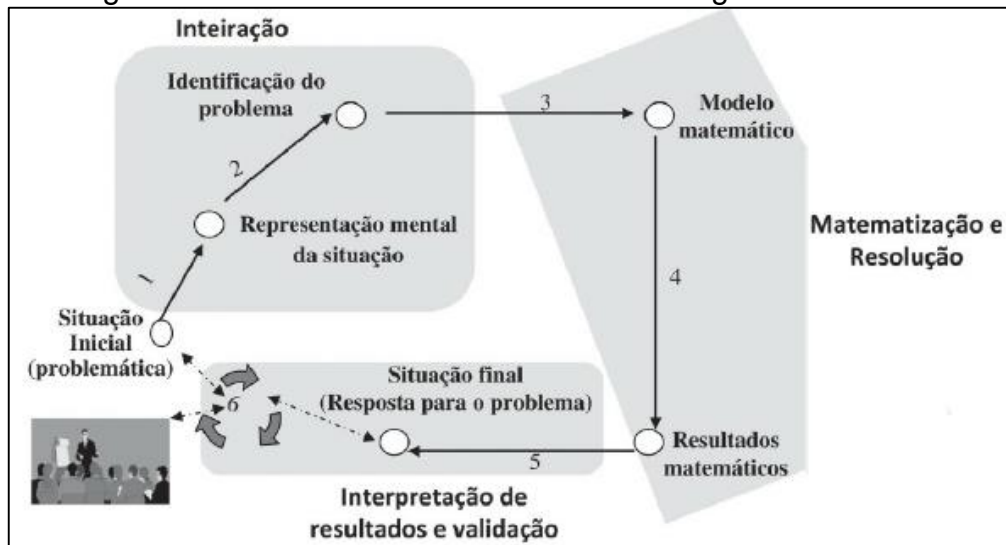 Inteiração
Identificação do
problema
3
Modelo
matemático
2
Representação mental
da situação
Matematização e
Resolução
1
4
Situação
Inicial
(problemática)
Situação final
(Resposta para o problema)
6
Resultados
matemáticos
5
Interpretação de
resultados e validação